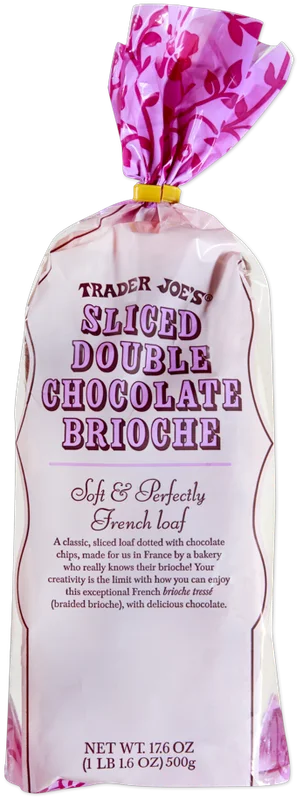 TRADER JOE'S®
SLICED
DOUBLE
CHOCOLATE
BRIOCHE
Soft & Perfectly
French loaf
A classic, sliced loaf dotted with chocolate
chips, made for us in France by a bakery
who really knows their brioche! Your
creativity is the limit with how you can enjoy
this exceptional French brioche tressé
(braided brioche), with delicious chocolate.
NET WT. 17.6 OZ
(1 LB 1.6 OZ) 500g